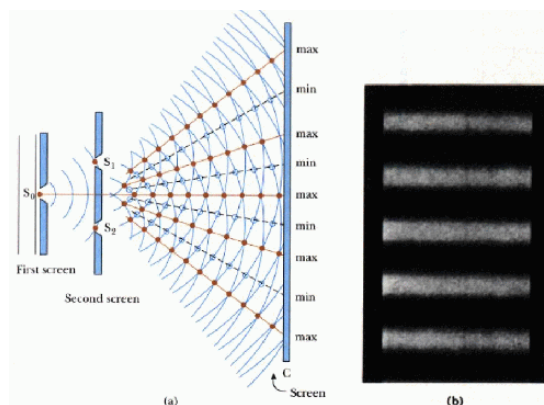 max
min
max
S1
min
S0
max
S2
min
max
First screen
min
Second screen
max
C
Screen
(a)
(b)